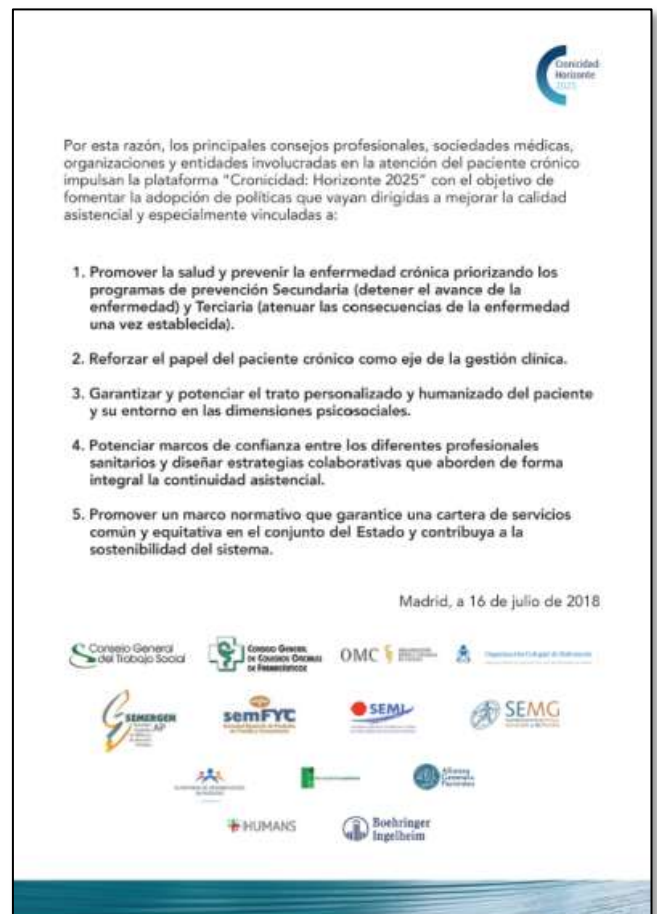 Cronicidad:
Horizonte
2025
Por esta razón, los principales consejos profesionales, sociedades médicas,
organizaciones y entidades involucradas en la atención del paciente crónico
impulsan la plataforma "Cronicidad: Horizonte 2025" con el objetivo de
fomentar la adopción de políticas que vayan dirigidas a mejorar la calidad
asistencial y especialmente vinculadas a:
1. Promover la salud y prevenir la enfermedad crónica priorizando los
programas de prevención Secundaria (detener el avance de la
enfermedad) y Terciaria (atenuar las consecuencias de la enfermedad
una vez establecida).
2. Reforzar el papel del paciente crónico como eje de la gestión clínica.
3. Garantizar y potenciar el trato personalizado y humanizado del paciente
y su entorno en las dimensiones psicosociales.
4. Potenciar marcos de confianza entre los diferentes profesionales
sanitarios y diseñar estrategias colaborativas que aborden de forma
integral la continuidad asistencial.
5. Promover un marco normativo que garantice una cartera de servicios
común y equitativa en el conjunto del Estado y contribuya a la
sostenibilidad del sistema.
Madrid, a 16 de julio de 2018
Consejo General
del Trabajo Social
Consejo General
de Colegios Oficiales
de Farmacéuticos
OMC
SEMERGEN
AP
semFYC
SEMI
SEMG
Alianza
General de
Pacientes
HUMANS
Boehringer
Ingelheim